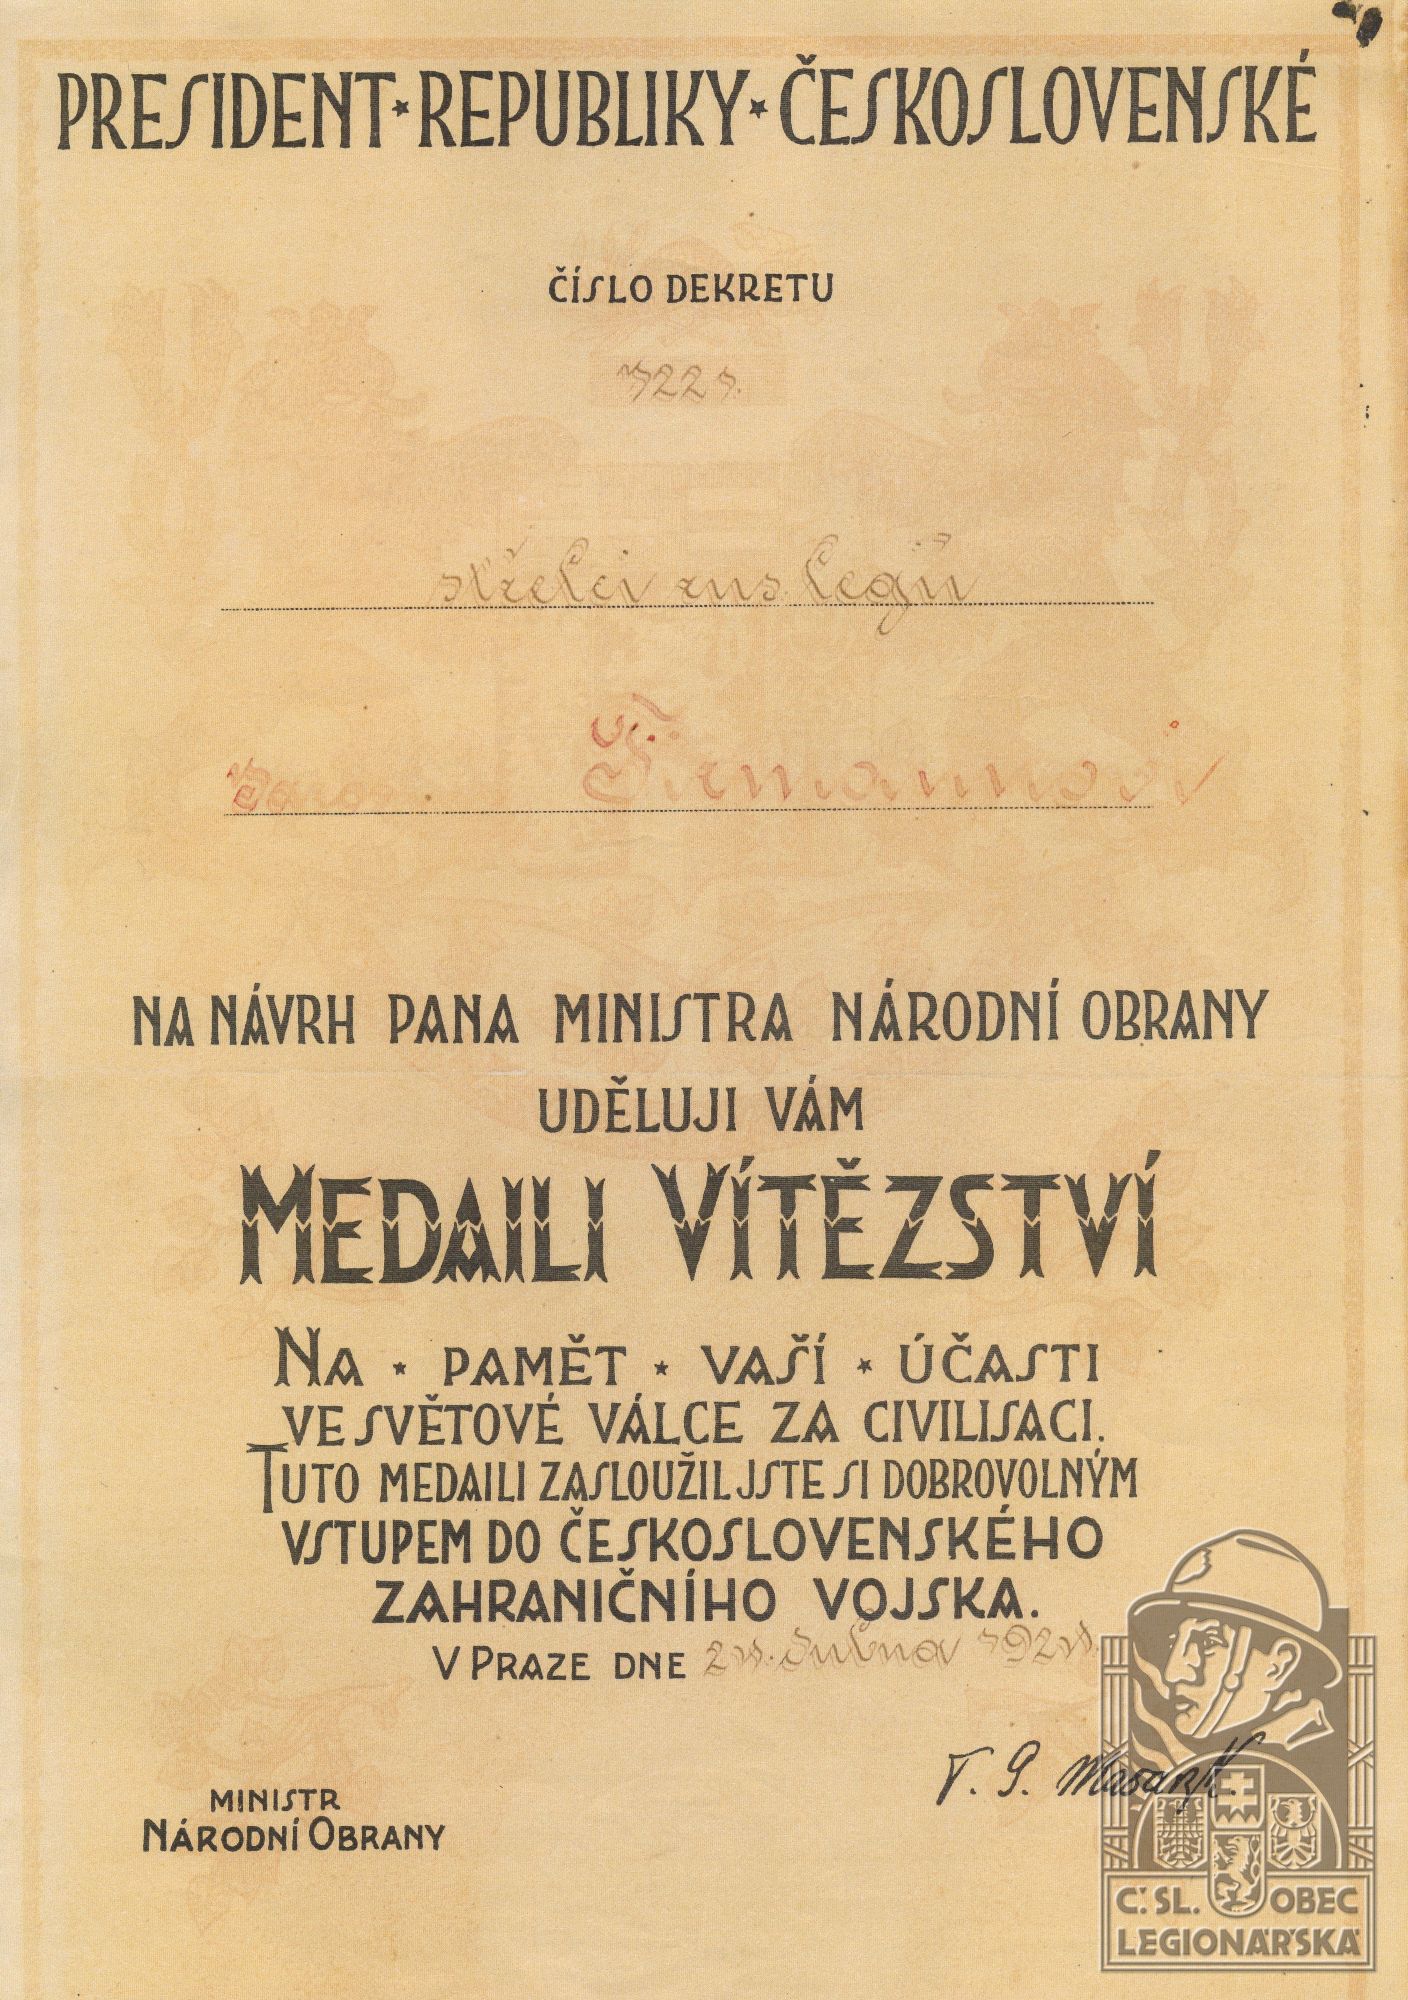 PRESIDENT ★ REPUBLIKY ★ ČESKOSLOVENSKÉ
ČÍSLO DEKRETU
střelci rus. legií
NA NÁVRH PANA MINISTRA NÁRODNÍ OBRANY
UDĚLUJI VÁM
MEDAILI VÍTĚZSTVÍ
NA ★ PAMĚT ★ VAŠÍ ★ ÚČASTI
VE SVĚTOVÉ VÁLCE ZA CIVILISACI.
TUTO MEDAILI ZASLOUŽIL JSTE SI DOBROVOLNÝM
VSTUPEM DO ČESKOSLOVENSKÉHO
ZAHRANIČNÍHO VOJSKA.
V PRAZE DNE
T. G. Masaryk.
MINISTR
NÁRODNÍ OBRANY
Č. SL. OBEC
LEGIONÁŘSKÁ